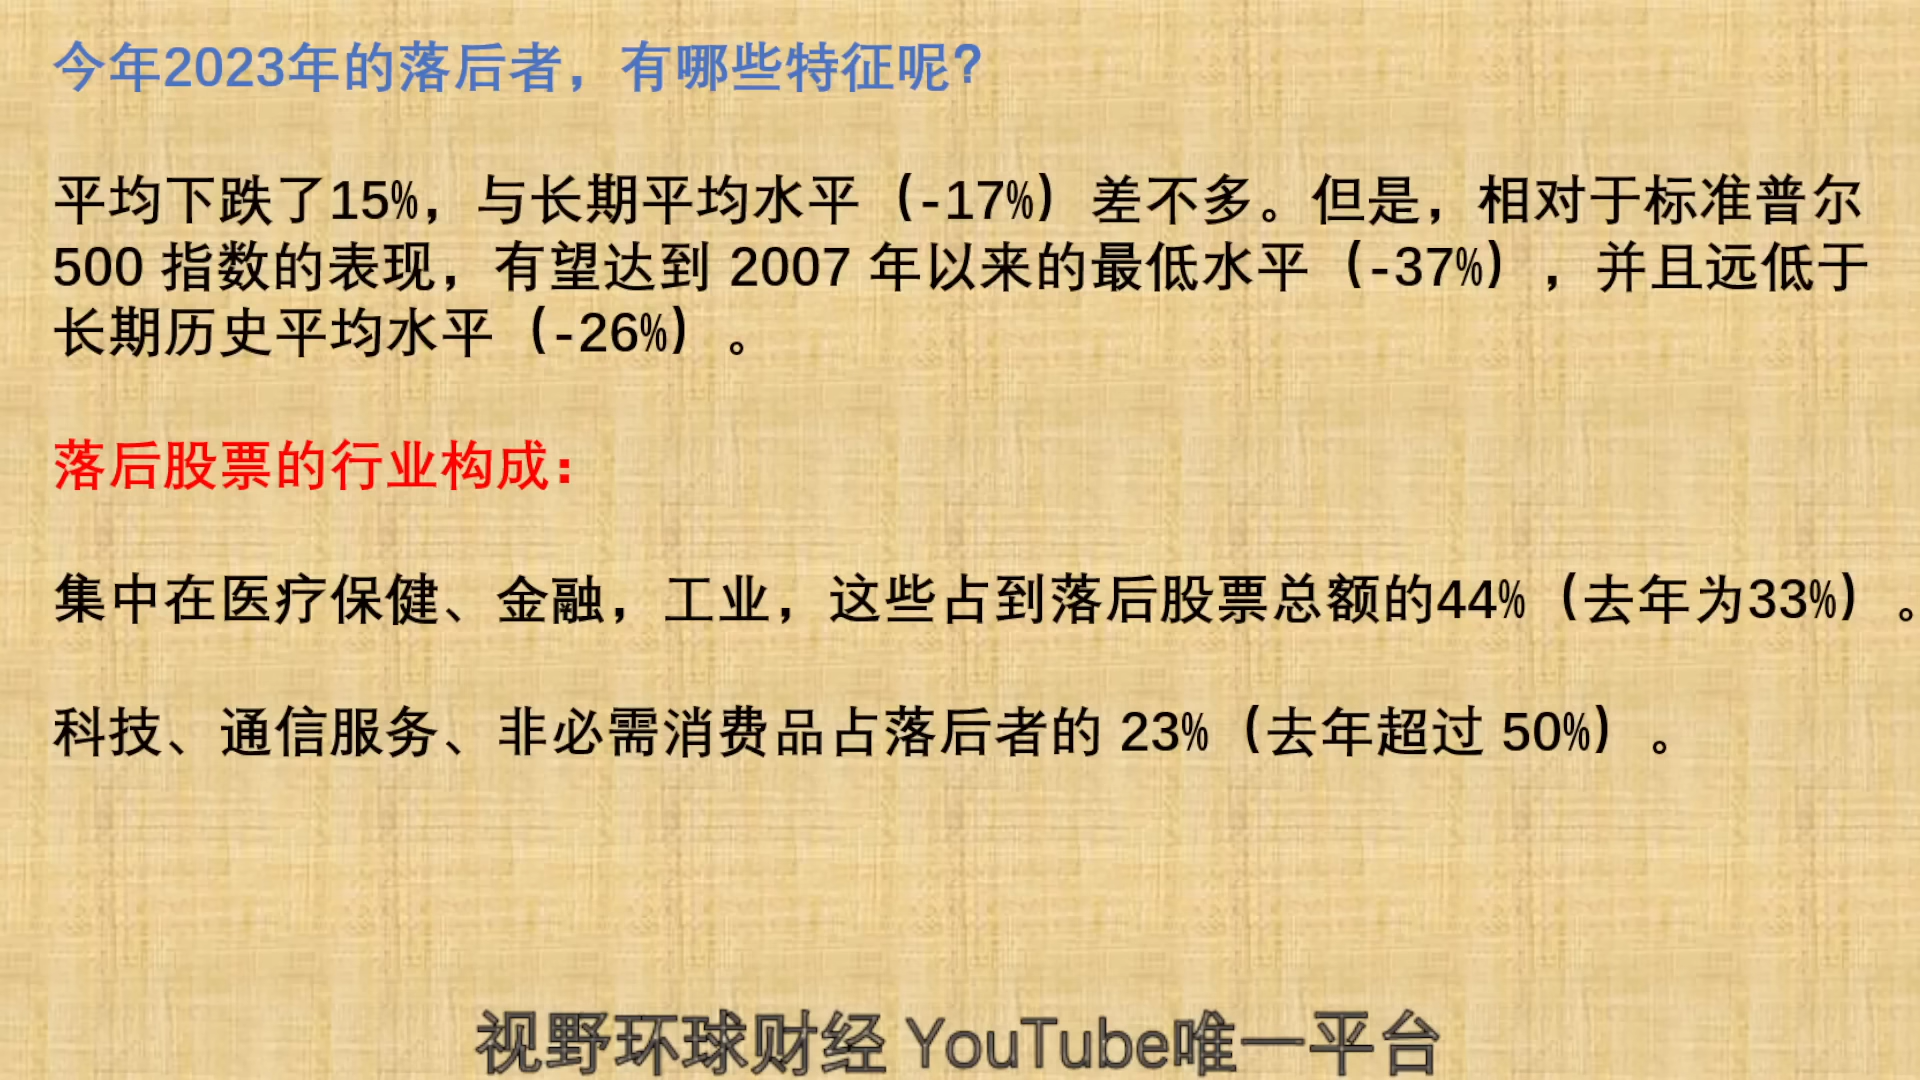 今年2023年的落后者，有哪些特征呢？
平均下跌了15%，与长期平均水平（-17%）差不多。但是，相对于标准普尔
500 指数的表现，有望达到 2007 年以来的最低水平（-37%），并且远低于
长期历史平均水平（-26%）。
落后股票的行业构成：
集中在医疗保健、金融，工业，这些占到落后股票总额的44%（去年为33%）。
科技、通信服务、非必需消费品占落后者的 23%（去年超过 50%）。
视野环球财经 YouTube唯一平台